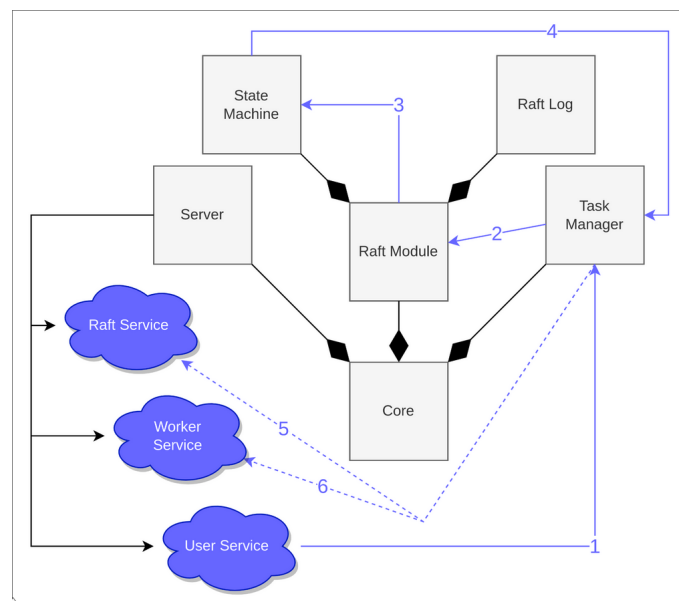 4
State
Machine
3
Raft Log
Server
Task
Manager
2
Raft Module
Raft Service
Core
Worker
Service
5
6
User Service
1